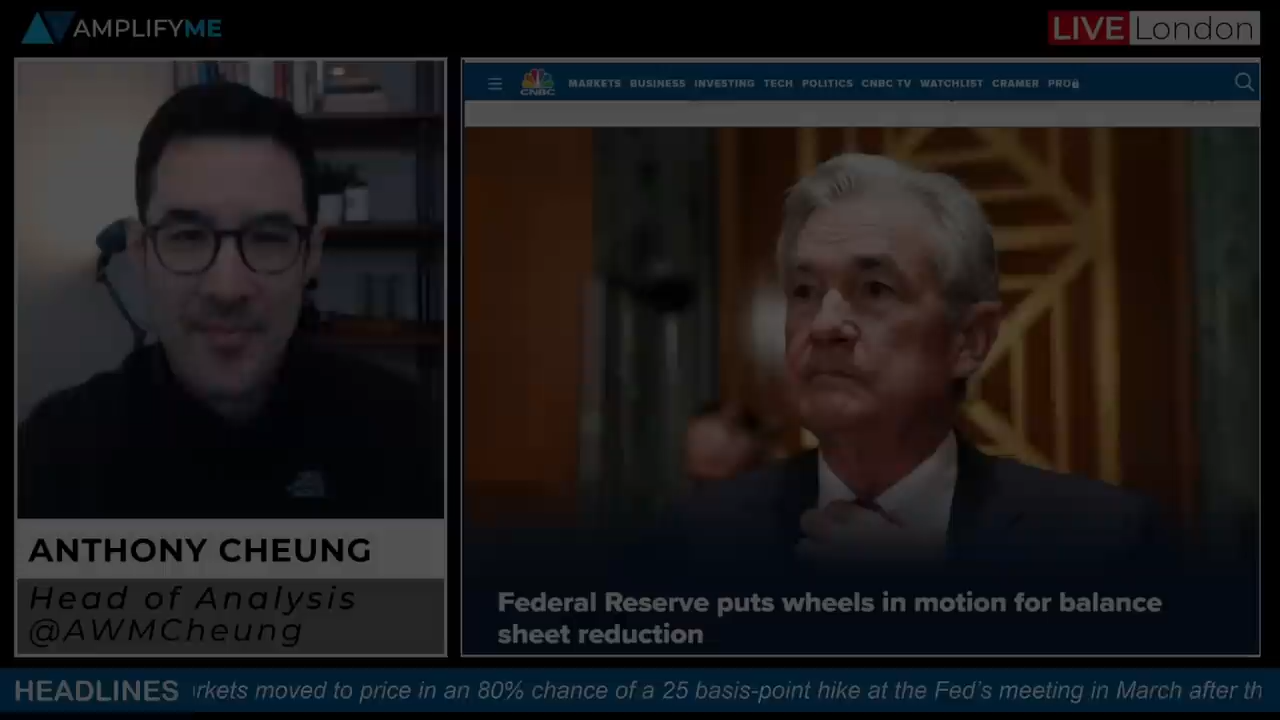 AMPLIFYME
LIVE London
CNBC
MARKETS BUSINESS INVESTING TECH POLITICS CNBC TV WATCHLIST CRAMER PRO
ANTHONY CHEUNG
Head of Analysis
@AWMCheung
Federal Reserve puts wheels in motion for balance
sheet reduction
HEADLINES rkets moved to price in an 80% chance of a 25 basis-point hike at the Fed's meeting in March after th